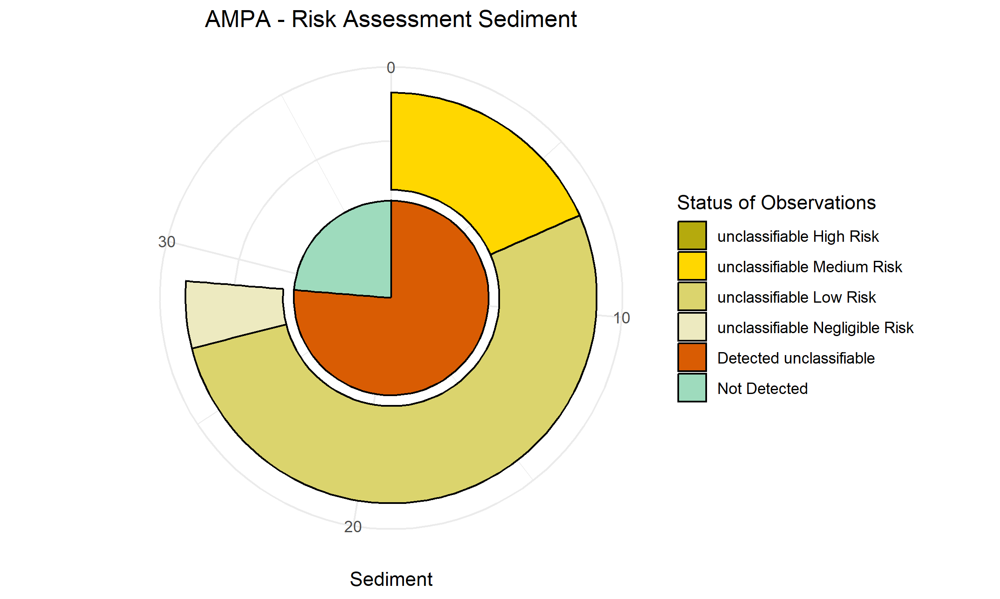 AMPA - Risk Assessment Sediment
0
30
10
20
Sediment
Status of Observations
unclassifiable High Risk
unclassifiable Medium Risk
unclassifiable Low Risk
unclassifiable Negligible Risk
Detected unclassifiable
Not Detected